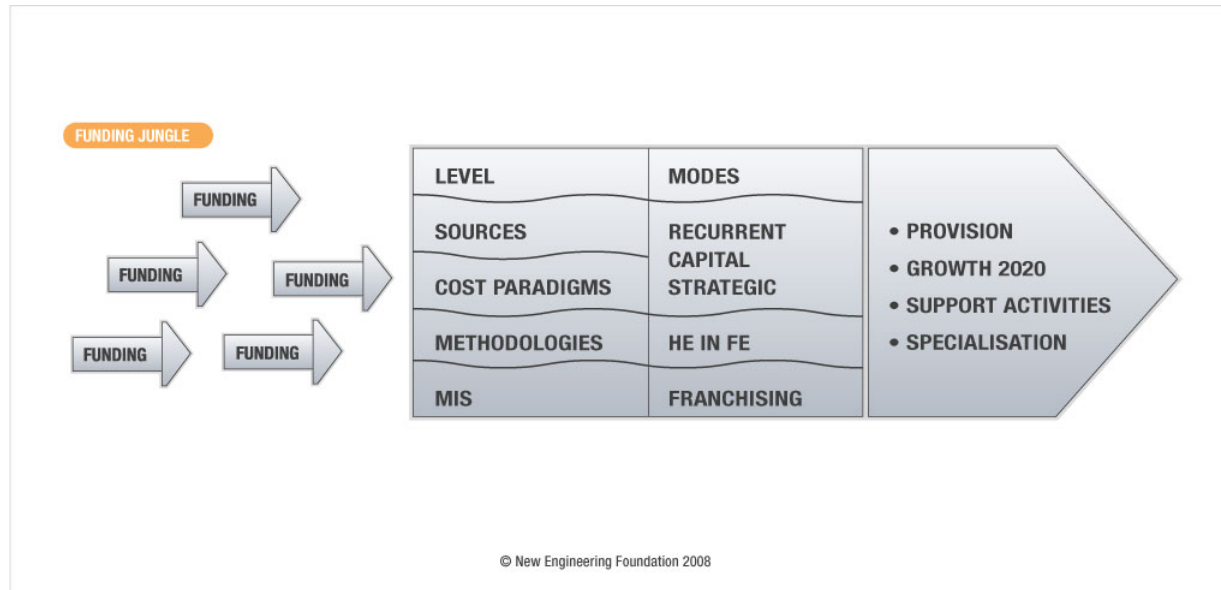 FUNDING JUNGLE
FUNDING
FUNDING
FUNDING
FUNDING
FUNDING
LEVEL
SOURCES
COST PARADIGMS
METHODOLOGIES
MIS
MODES
RECURRENT
CAPITAL
STRATEGIC
HE IN FE
FRANCHISING
• PROVISION
• GROWTH 2020
• SUPPORT ACTIVITIES
• SPECIALISATION
© New Engineering Foundation 2008